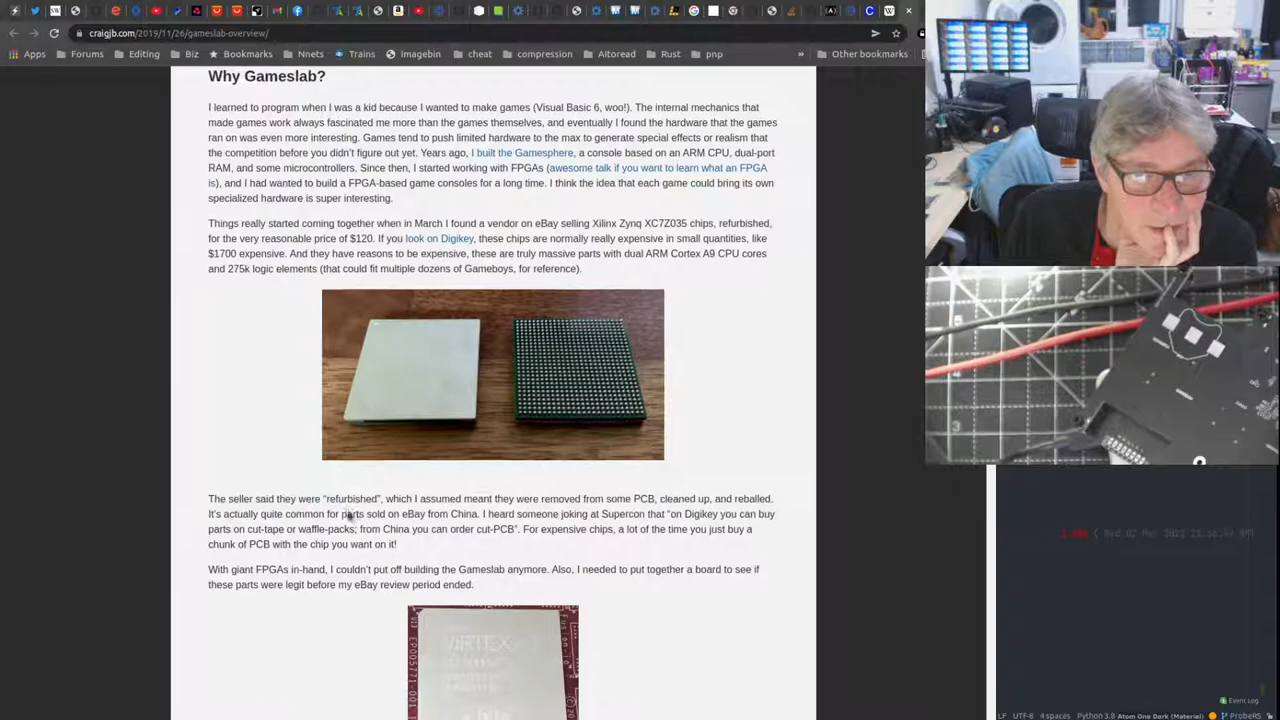 craigjb.com/2019/11/26/gameslab-overview/
Apps Forums Editing Biz Bookmarks Nnets Trains Imagebin cheat compression Aitoread Rust pnp » Other bookmarks
Why Gameslab?
I learned to program when I was a kid because I wanted to make games (Visual Basic 6, woo!). The internal mechanics that
made games work always fascinated me more than the games themselves, and eventually I found the hardware that the games
ran on was even more interesting. Games tend to push limited hardware to the max to generate special effects or realism that
the competition before you didn't figure out yet. Years ago, I built the Gamesphere, a console based on an ARM CPU, dual-port
RAM, and some microcontrollers. Since then, I started working with FPGAs (awesome talk if you want to learn what an FPGA
is), and I had wanted to build a FPGA-based game consoles for a long time. I think the idea that each game could bring its own
specialized hardware is super interesting.
Things really started coming together when in March I found a vendor on eBay selling Xilinx Zynq XC7Z035 chips, refurbished,
for the very reasonable price of $120. If you look on Digikey, these chips are normally really expensive in small quantities, like
$1700 expensive. And they have reasons to be expensive, these are truly massive parts with dual ARM Cortex A9 CPU cores
and 275k logic elements (that could fit multiple dozens of Gameboys, for reference).
The seller said they were “refurbished”, which I assumed meant they were removed from some PCB, cleaned up, and reballed.
It's actually quite common for parts sold on eBay from China. I heard someone joking at Supercon that “on Digikey you can buy
parts on cut-tape or waffle-packs; from China you can order cut-PCB”. For expensive chips, a lot of the time you just buy a
chunk of PCB with the chip you want on it!
With giant FPGAs in-hand, I couldn't put off building the Gameslab anymore. Also, I needed to put together a board to see if
these parts were legit before my eBay review period ended.
ARTEX
3
Event Log
LF UTF-8 4 spaces Python 3.8 Atom One Dark (Material) ProbeRS